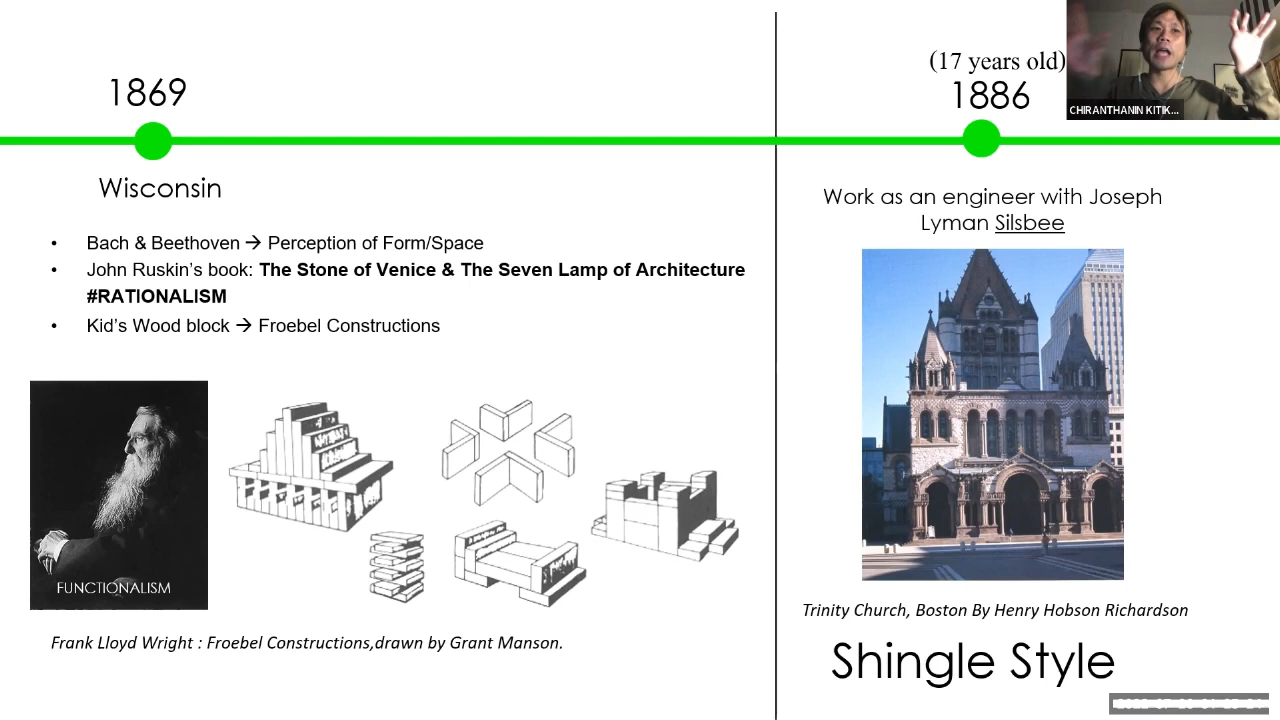 1869
Wisconsin
• Bach & Beethoven → Perception of Form/Space
• John Ruskin's book: The Stone of Venice & The Seven Lamp of Architecture
#RATIONALISM
• Kid's Wood block → Froebel Constructions
FUNCTIONALISM
Frank Lloyd Wright : Froebel Constructions,drawn by Grant Manson.
(17 years old)
1886
CHIRANTHANIN KITIK...
Work as an engineer with Joseph
Lyman Silsbee
Trinity Church, Boston By Henry Hobson Richardson
Shingle Style